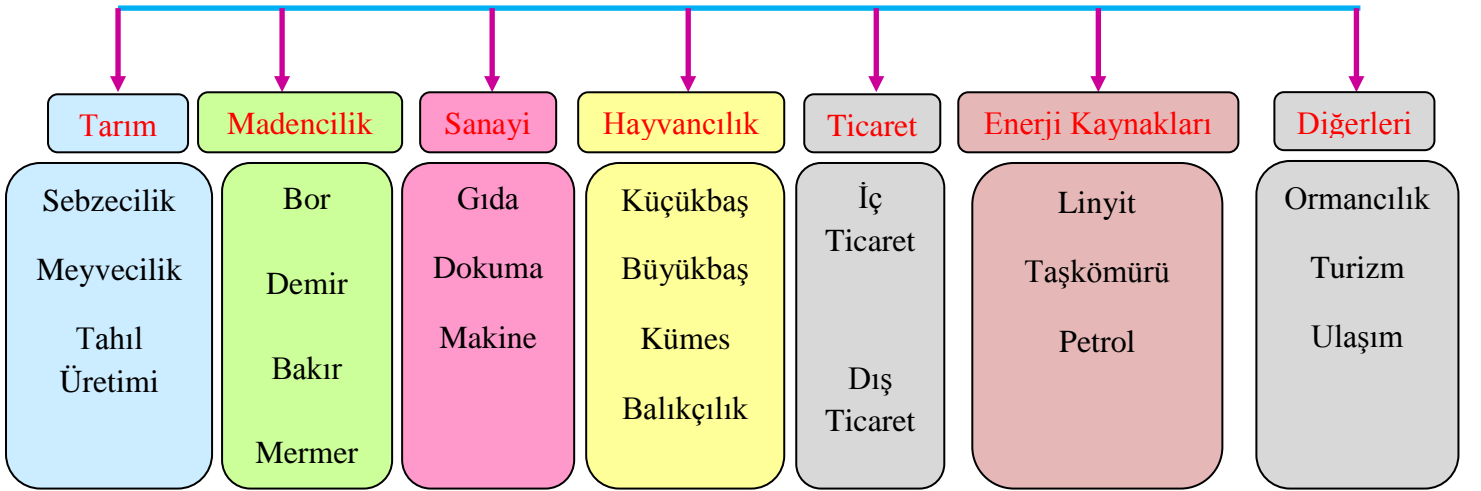 Tarım
Madencilik
Sanayi
Hayvancılık
Ticaret
Enerji Kaynakları
Diğerleri
Sebzecilik
Meyvecilik
Tahıl
Üretimi
Bor
Demir
Bakır
Mermer
Gıda
Dokuma
Makine
Küçükbaş
Büyükbaş
Kümes
Balıkçılık
İç
Ticaret
Dış
Ticaret
Linyit
Taşkömürü
Petrol
Ormancılık
Turizm
Ulaşım